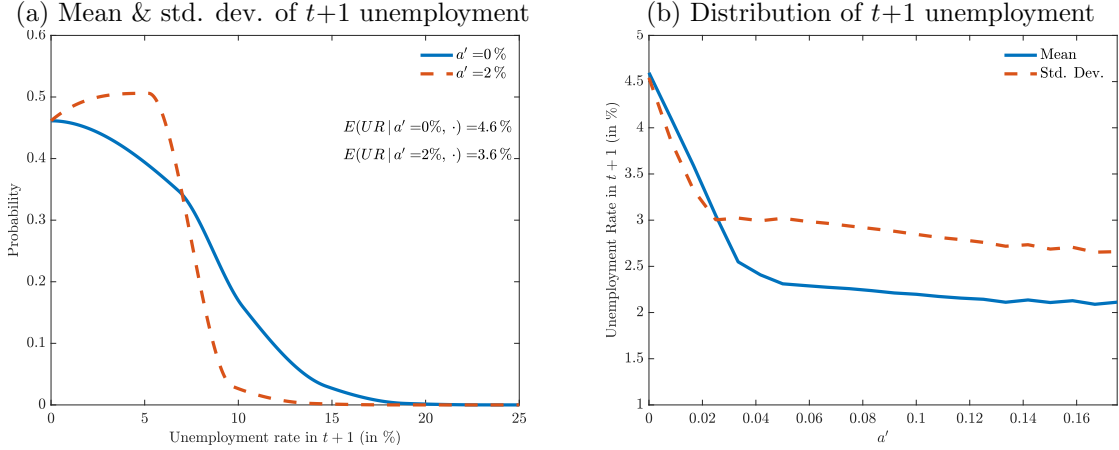 (a) Mean & std. dev. of t+1 unemployment
0.6
0.5
0.4
0.3
0.2
0.1
0
Probability
0 5 10 15 20 25
Unemployment rate in t + 1 (in %)
a′ =0 %
a′ =2 %
E(UR | a′ =0%, ·) =4.6 %
E(UR | a′ =2%, ·) =3.6 %
(b) Distribution of t+1 unemployment
5
4.5
4
3.5
3
2.5
2
1.5
1
Unemployment Rate in t + 1 (in %)
0 0.02 0.04 0.06 0.08 0.1 0.12 0.14 0.16
a′
Mean
Std. Dev.